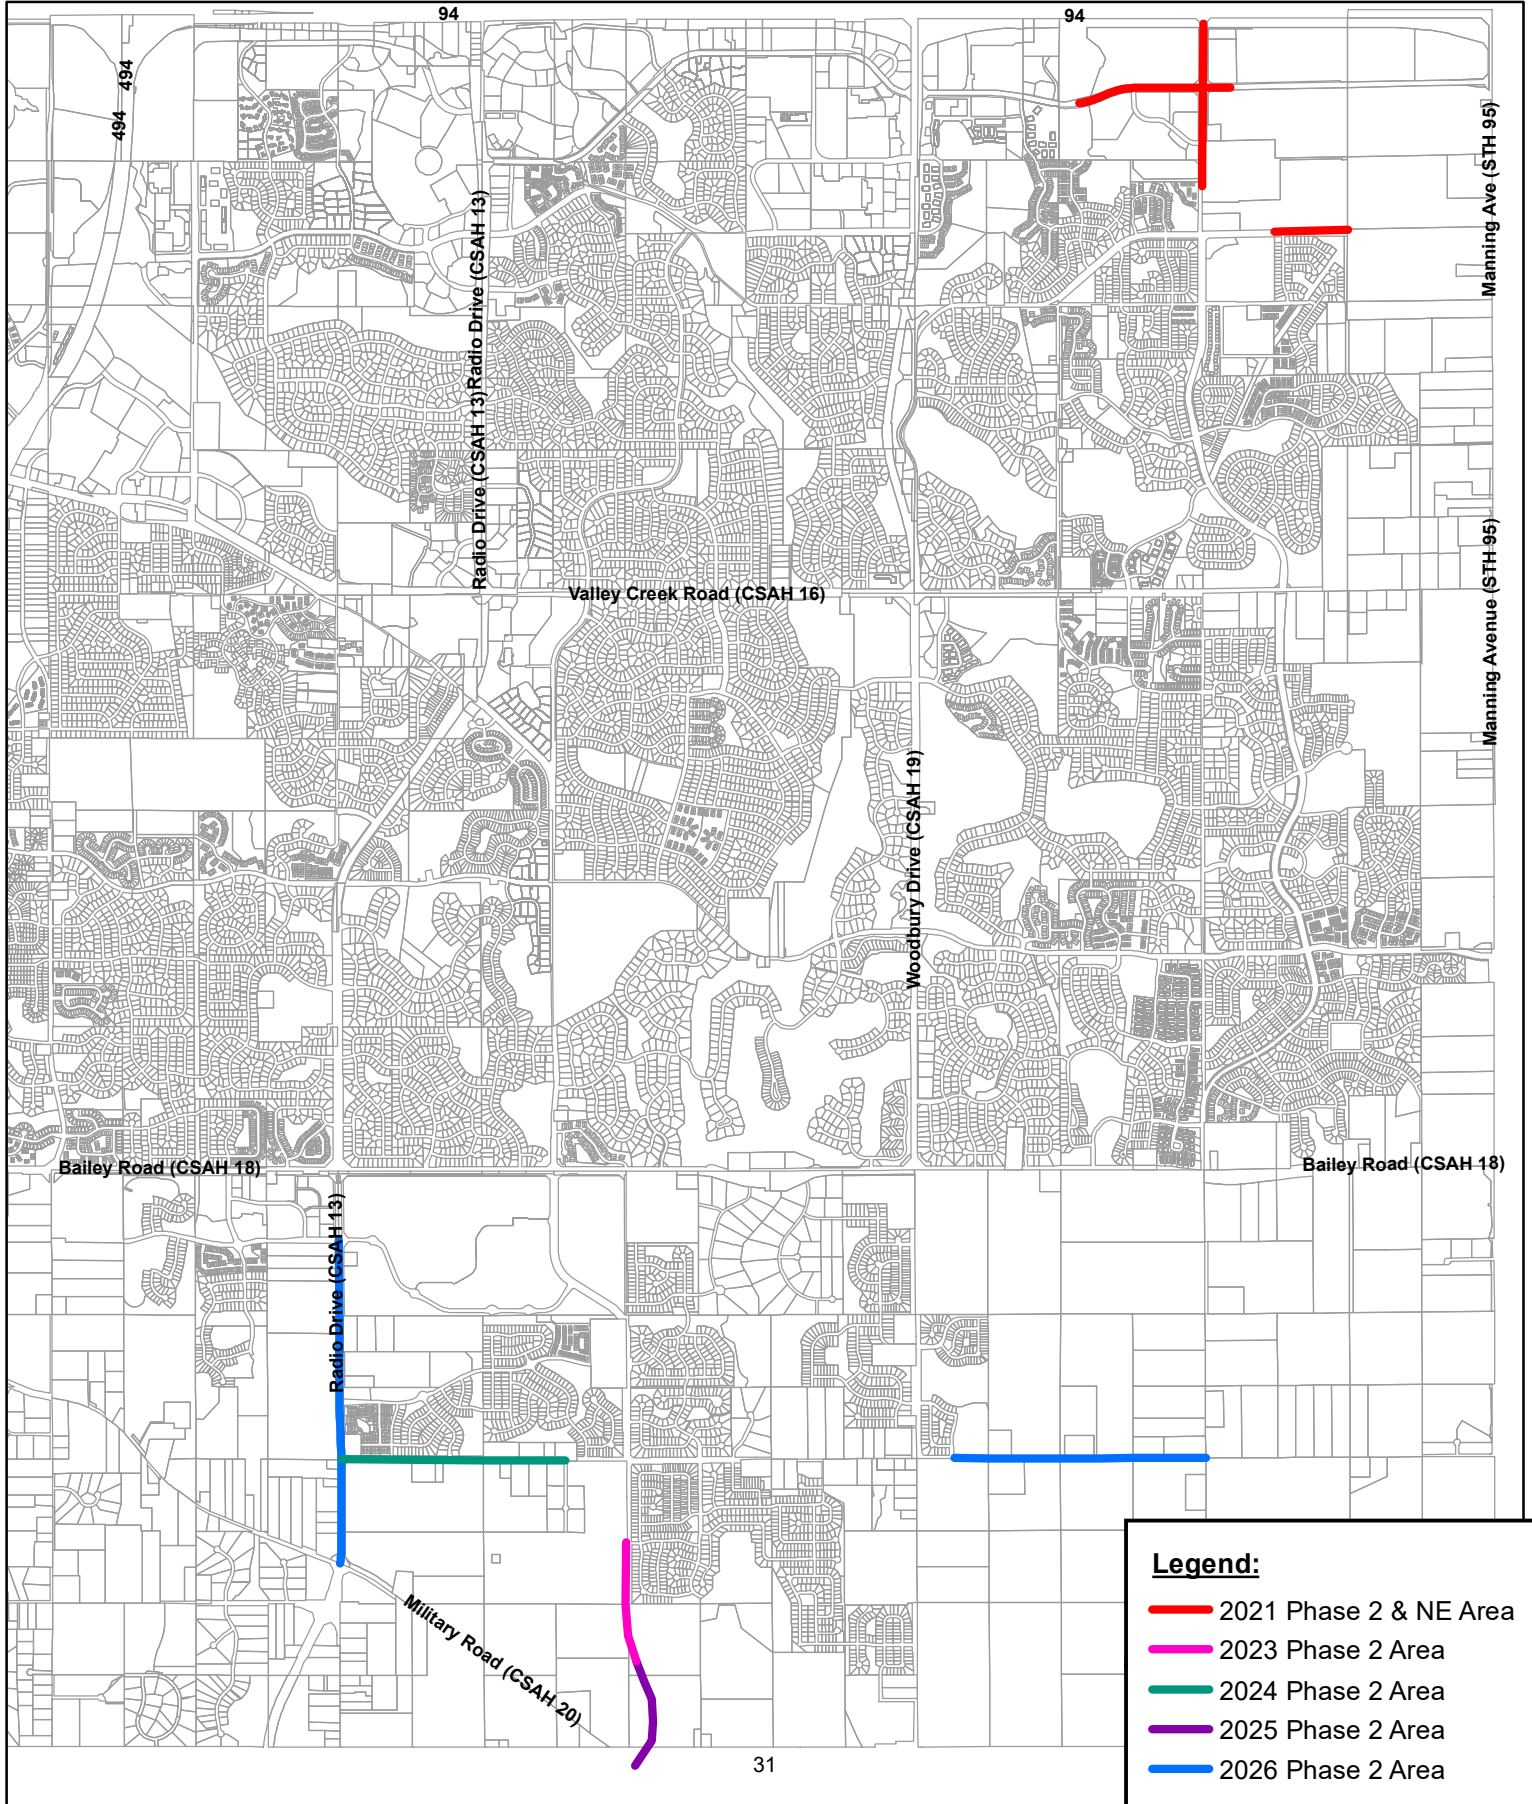 94
94
494
494
Manning Ave (STH 95)
Radio Drive (CSAH 13)
Radio Drive (CSAH 13)
Manning Avenue (STH 95)
Valley Creek Road (CSAH 16)
Woodbury Drive (CSAH 19)
Bailey Road (CSAH 18)
Bailey Road (CSAH 18)
Radio Drive (CSAH 13)
Military Road (CSAH 20)
31
Legend:
2021 Phase 2 & NE Area
2023 Phase 2 Area
2024 Phase 2 Area
2025 Phase 2 Area
2026 Phase 2 Area